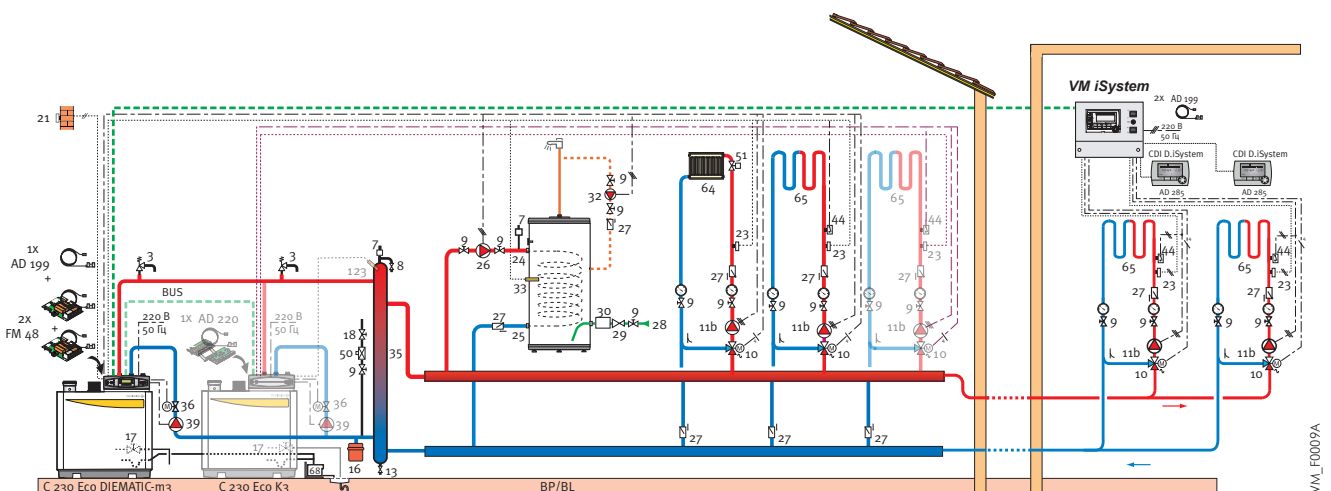 VM iSystem
2x AD 199
220 В
50 Гц
CDI D.iSystem
AD 285
CDI D.iSystem
AD 285
21
1x
AD 199
+
2x
FM 48
+
3
3
BUS
220 В
50 Гц
1x AD 220
220 В
50 Гц
7
8
123
18
50
9
35
36
39
36
39
17
17
16
68
13
9
26
9
7
24
33
27
25
30
29
9
28
32
9
9
27
64
51
9
27
11b
10
65
44
23
27
9
9
11b
10
65
44
23
27
9
9
10
27
27
27
65
44
23
27
9
9
11b
10
65
44
23
27
9
9
11b
10
C 230 Eco DIEMATIC-m3
C 230 Eco K3
BP/BL
VM_F0009A